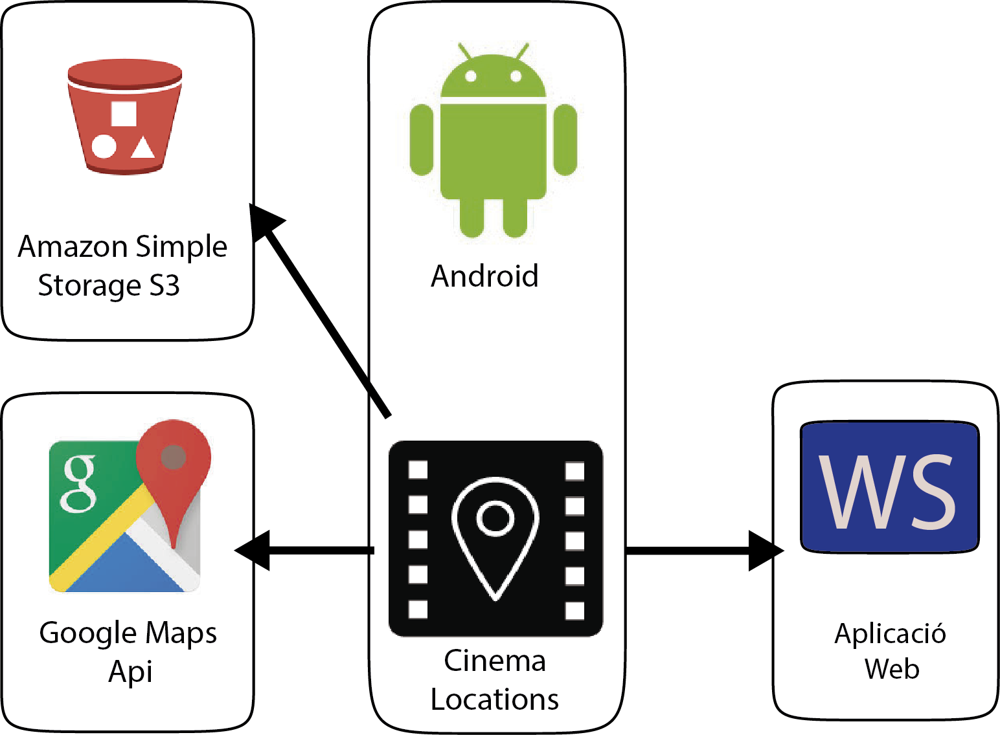 Amazon Simple
Storage S3
Android
g
Google Maps
Api
Cinema
Locations
WS
Aplicació
Web